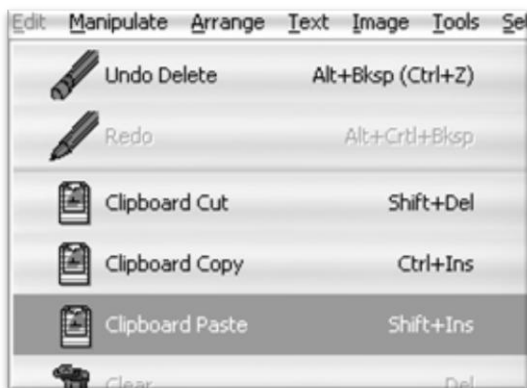 Edit Manipulate Arrange Text Image Tools Se
Undo Delete Alt+Bksp (Ctrl+Z)
Redo Alt+Crtl+Bksp
Clipboard Cut Shift+Del
Clipboard Copy Ctrl+Ins
Clipboard Paste Shift+Ins
Clear Del